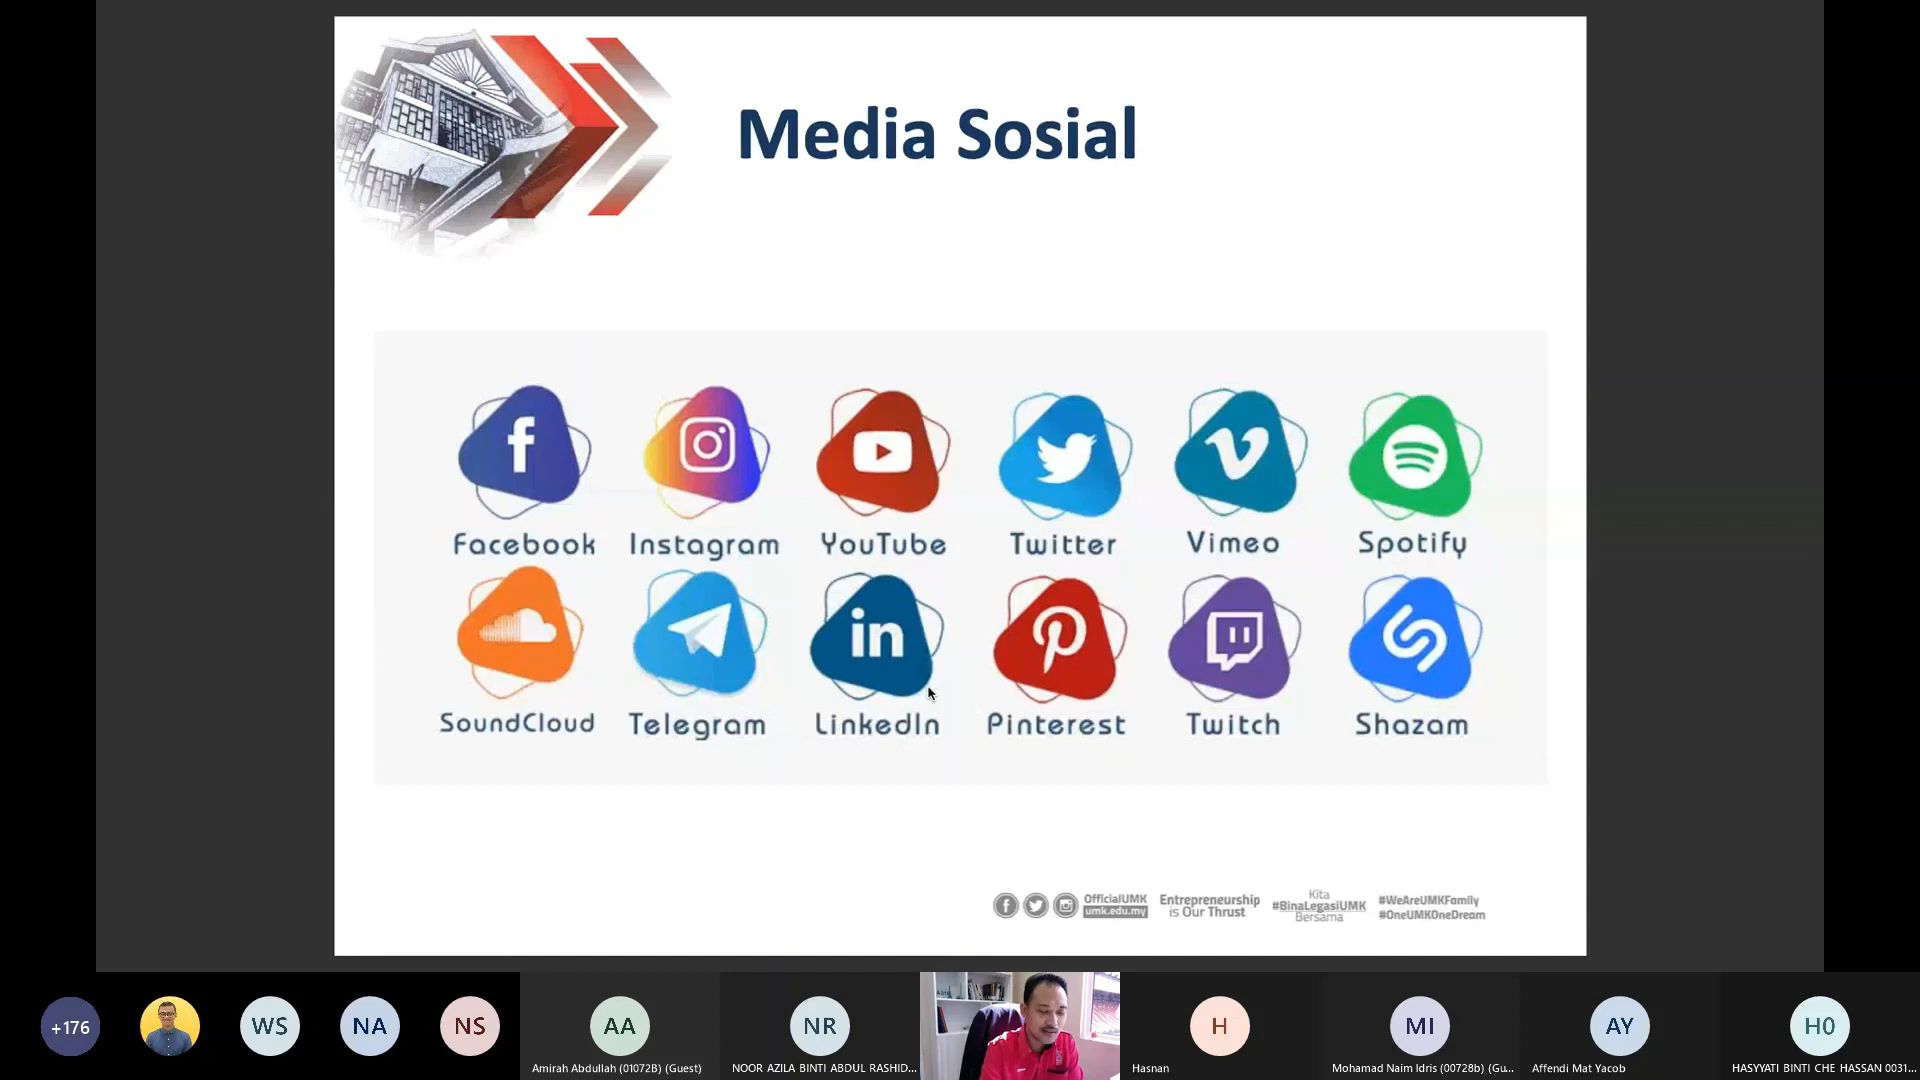 Media Sosial
Facebook Instagram YouTube Twitter Vimeo Spotify
SoundCloud Telegram LinkedIn Pinterest Twitch Shazam
OfficialUMK
umk.edu.my
Entrepreneurship
is Our Thrust
Kita
#BinaLegasiUMK
Bersama
#WeAreUMKFamily
#OneUMKOneDream
+176 WS NA NS AA NR H MI AY H0
Amirah Abdullah (01072B) (Guest)
NOOR AZILA BINTI ABDUL RASHID...
Hasnan
Mohamad Naim Idris (00728b) (Gu...
Affendi Mat Yacob
HASYYATI BINTI CHE HASSAN 0031...